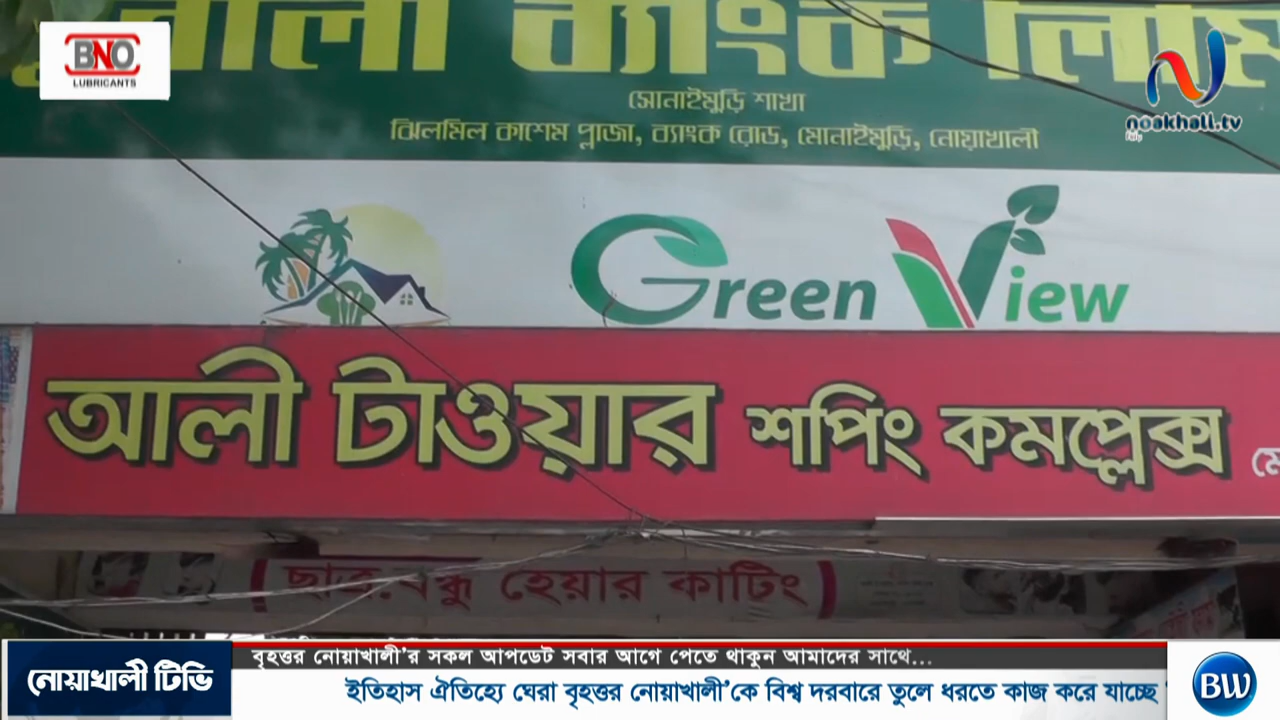 BNO
LUBRICANTS
ব্যাংক
noakhali.tv
সোনাইমুড়ি শাখা
ঝিলমিল কাশেম প্লাজা, ব্যাংক রোড, সোনাইমুড়ি, নোয়াখালী
Green View
আলী টাওয়ার শপিং কমপ্লেক্স
হেয়ার কাটিং
নোয়াখালী টিভি
বৃহত্তর নোয়াখালী'র সকল আপডেট সবার আগে পেতে থাকুন আমাদের সাথে...
ইতিহাস ঐতিহ্যে ঘেরা বৃহত্তর নোয়াখালী'কে বিশ্ব দরবারে তুলে ধরতে কাজ করে যাচ্ছে '
BW